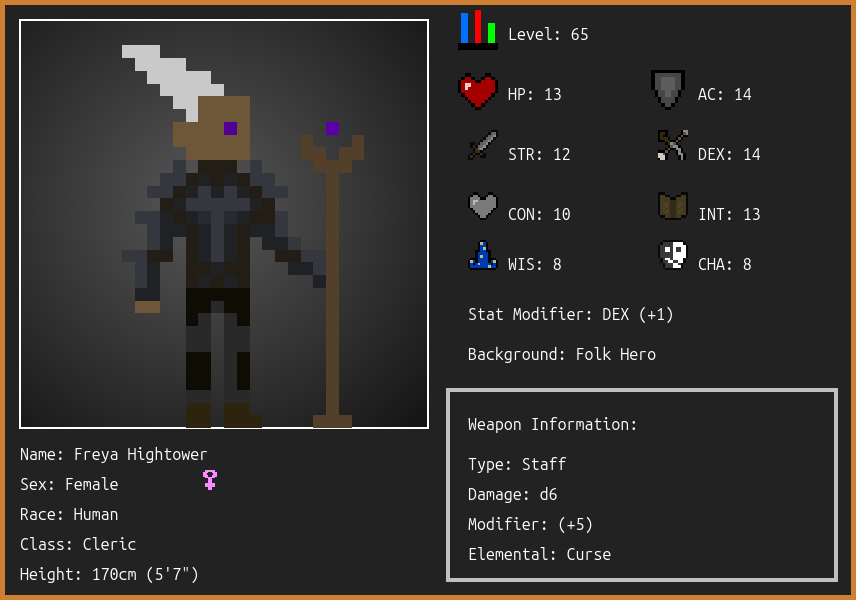 Level: 65
HP: 13
AC: 14
STR: 12
DEX: 14
CON: 10
INT: 13
WIS: 8
CHA: 8
Stat Modifier: DEX (+1)
Background: Folk Hero
Weapon Information:
Type: Staff
Damage: d6
Modifier: (+5)
Elemental: Curse
Name: Freya Hightower
Sex: Female
Race: Human
Class: Cleric
Height: 170cm (5'7")